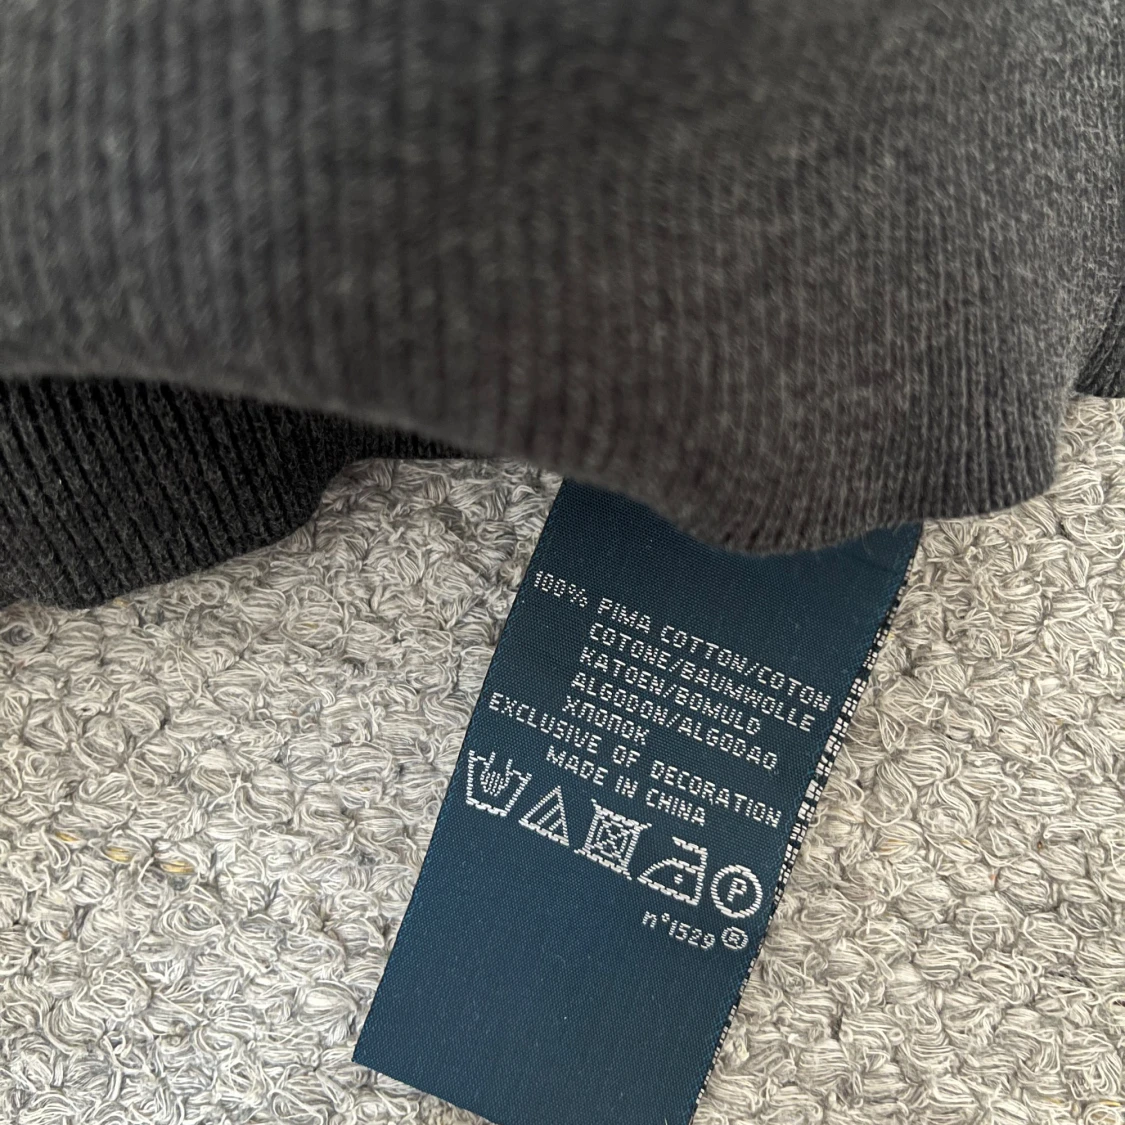 100% PIMA COTTON/COTON
COTONE/BAUMWOLLE
KATOEN/BOMULD
ALGODON/ALGODAO
ХЛОПОК
EXCLUSIVE OF DECORATION
MADE IN CHINA
P
n°1529 ®